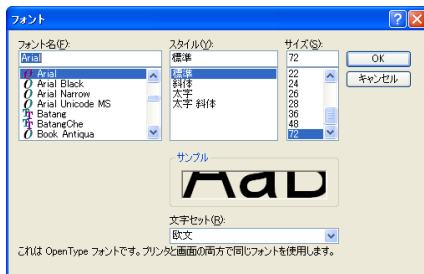 フォント
フォント名(F):
Arial
Arial
Arial Black
Arial Narrow
Arial Unicode MS
Batang
BatangChe
Book Antiqua
スタイル(Y):
標準
標準
斜体
太字
太字 斜体
サイズ(S):
72
22
24
26
28
36
48
72
OK
キャンセル
サンプル
AaB
文字セット(R):
欧文
これは OpenType フォントです。プリンタと画面の両方で同じフォントを使用します。